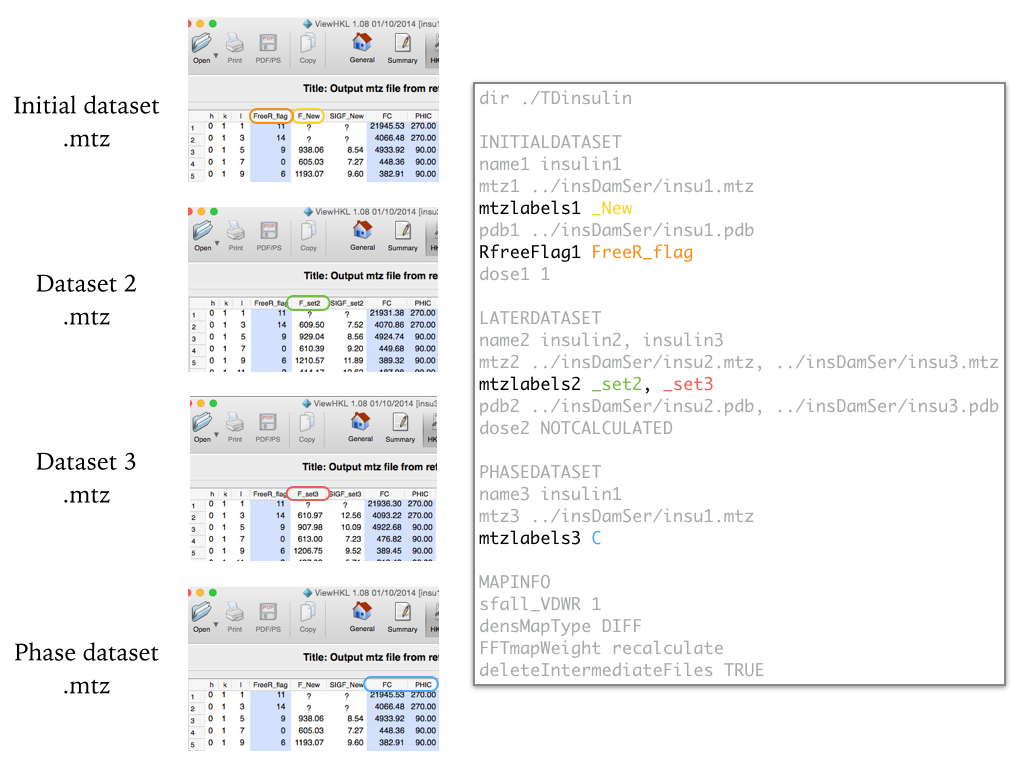 Initial dataset
.mtz
ViewHKL 1.08 01/10/2014 [insu1
Open Print PDF/PS Copy General Summary HK
Title: Output mtz file from ref
h k l FreeR_flag F_New SIGF_New FC PHIC
1 0 1 1 11 ? ? 21945.53 270.00
2 0 1 3 14 ? ? 4066.48 270.00
3 0 1 5 9 938.06 8.54 4933.92 90.00
4 0 1 7 0 605.03 7.27 448.36 90.00
5 0 1 9 6 1193.07 9.60 382.91 90.00
Dataset 2
.mtz
ViewHKL 1.08 01/10/2014 [insu2
Open Print PDF/PS Copy General Summary HK
Title: Output mtz file from ref
h k l FreeR_flag F_set2 SIGF_set2 FC PHIC
1 0 1 1 11 ? ? 21931.38 270.00
2 0 1 3 14 609.50 7.52 4070.86 270.00
3 0 1 5 9 929.04 8.56 4924.74 90.00
4 0 1 7 0 610.39 9.20 449.68 90.00
5 0 1 9 6 1210.57 11.89 389.32 90.00
Dataset 3
.mtz
ViewHKL 1.08 01/10/2014 [insu3
Open Print PDF/PS Copy General Summary HK
Title: Output mtz file from ref
h k l FreeR_flag F_set3 SIGF_set3 FC PHIC
1 0 1 1 11 ? ? 21936.30 270.00
2 0 1 3 14 610.97 12.56 4093.22 270.00
3 0 1 5 9 907.98 10.09 4922.68 90.00
4 0 1 7 0 613.00 7.23 476.82 90.00
5 0 1 9 6 1206.75 9.52 389.45 90.00
Phase dataset
.mtz
ViewHKL 1.08 01/10/2014 [insu1
Open Print PDF/PS Copy General Summary HK
Title: Output mtz file from ref
h k l FreeR_flag F_New SIGF_New FC PHIC
1 0 1 1 11 ? ? 21945.53 270.00
2 0 1 3 14 ? ? 4066.48 270.00
3 0 1 5 9 938.06 8.54 4933.92 90.00
4 0 1 7 0 605.03 7.27 448.36 90.00
5 0 1 9 6 1193.07 9.60 382.91 90.00
dir ./TDinsulin
INITIALDATASET
name1 insulin1
mtz1 ../insDamSer/insu1.mtz
mtzlabels1 _New
pdb1 ../insDamSer/insu1.pdb
RfreeFlag1 FreeR_flag
dose1 1
LATERDATASET
name2 insulin2, insulin3
mtz2 ../insDamSer/insu2.mtz, ../insDamSer/insu3.mtz
mtzlabels2 _set2, _set3
pdb2 ../insDamSer/insu2.pdb, ../insDamSer/insu3.pdb
dose2 NOTCALCULATED
PHASEDATASET
name3 insulin1
mtz3 ../insDamSer/insu1.mtz
mtzlabels3 C
MAPINFO
sfall_VDWR 1
densMapType DIFF
FFTmapWeight recalculate
deleteIntermediateFiles TRUE